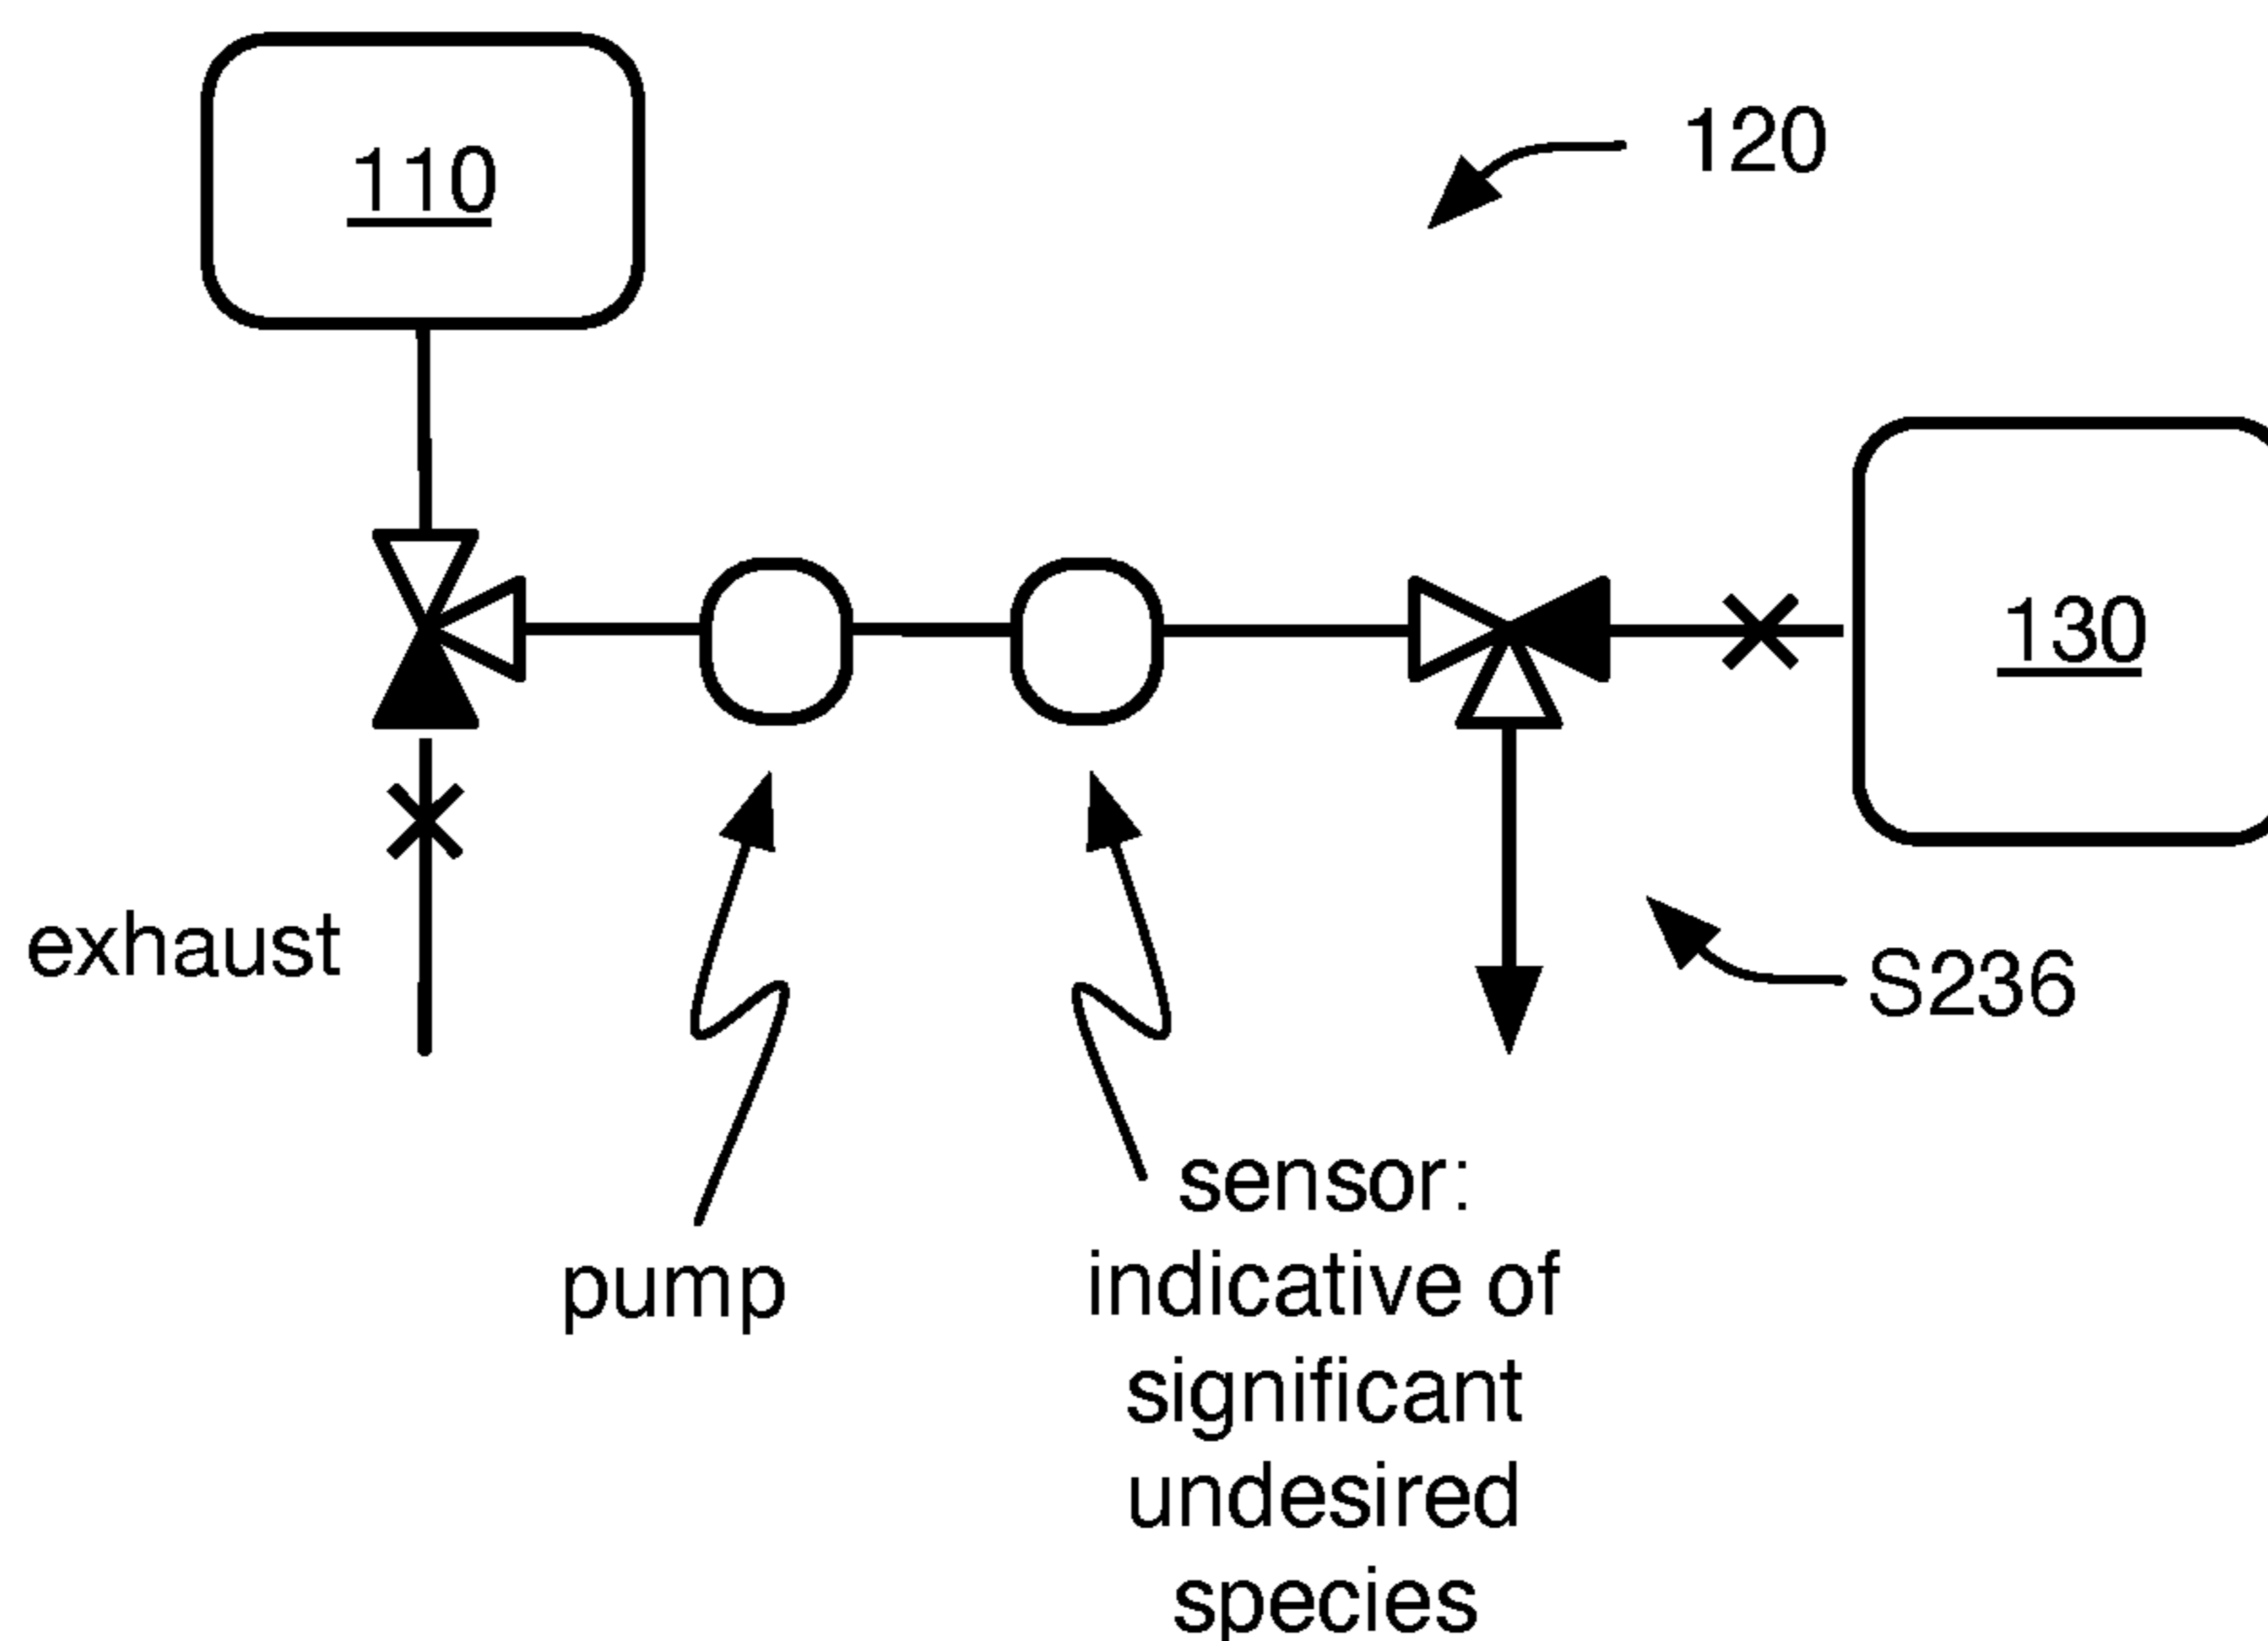 110
120
130
exhaust
S236
pump
sensor:
indicative of
significant
undesired
species